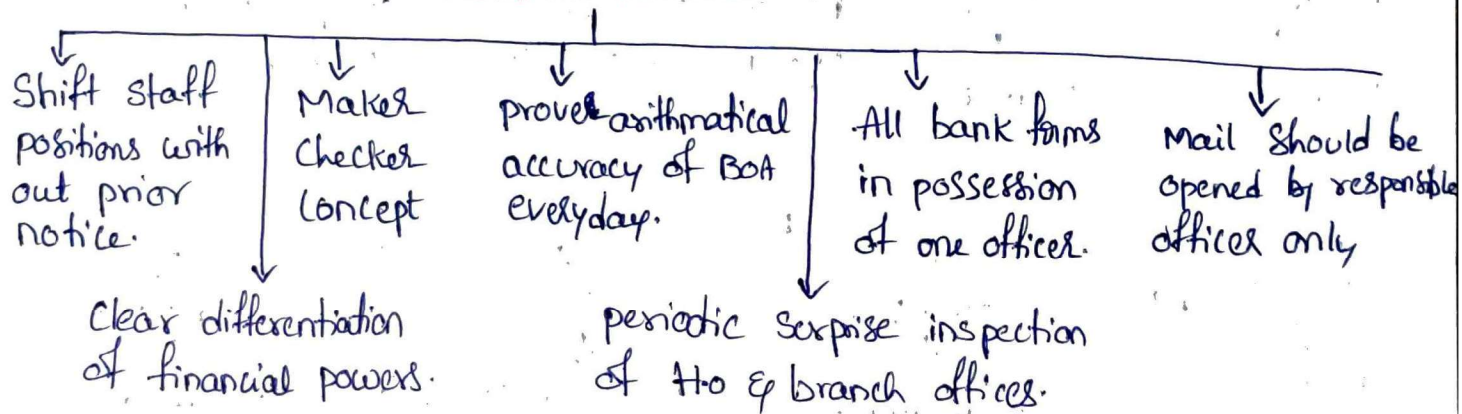 Shift staff
positions with
out prior
notice.
Clear differentiation
of financial powers.
Maker
Checker
Concept
prove arithmatical
accuracy of BOA
everyday.
periodic surprise inspection
of H.O & branch offices.
All bank forms
in possession
of one officer.
Mail should be
opened by responsible
officer only